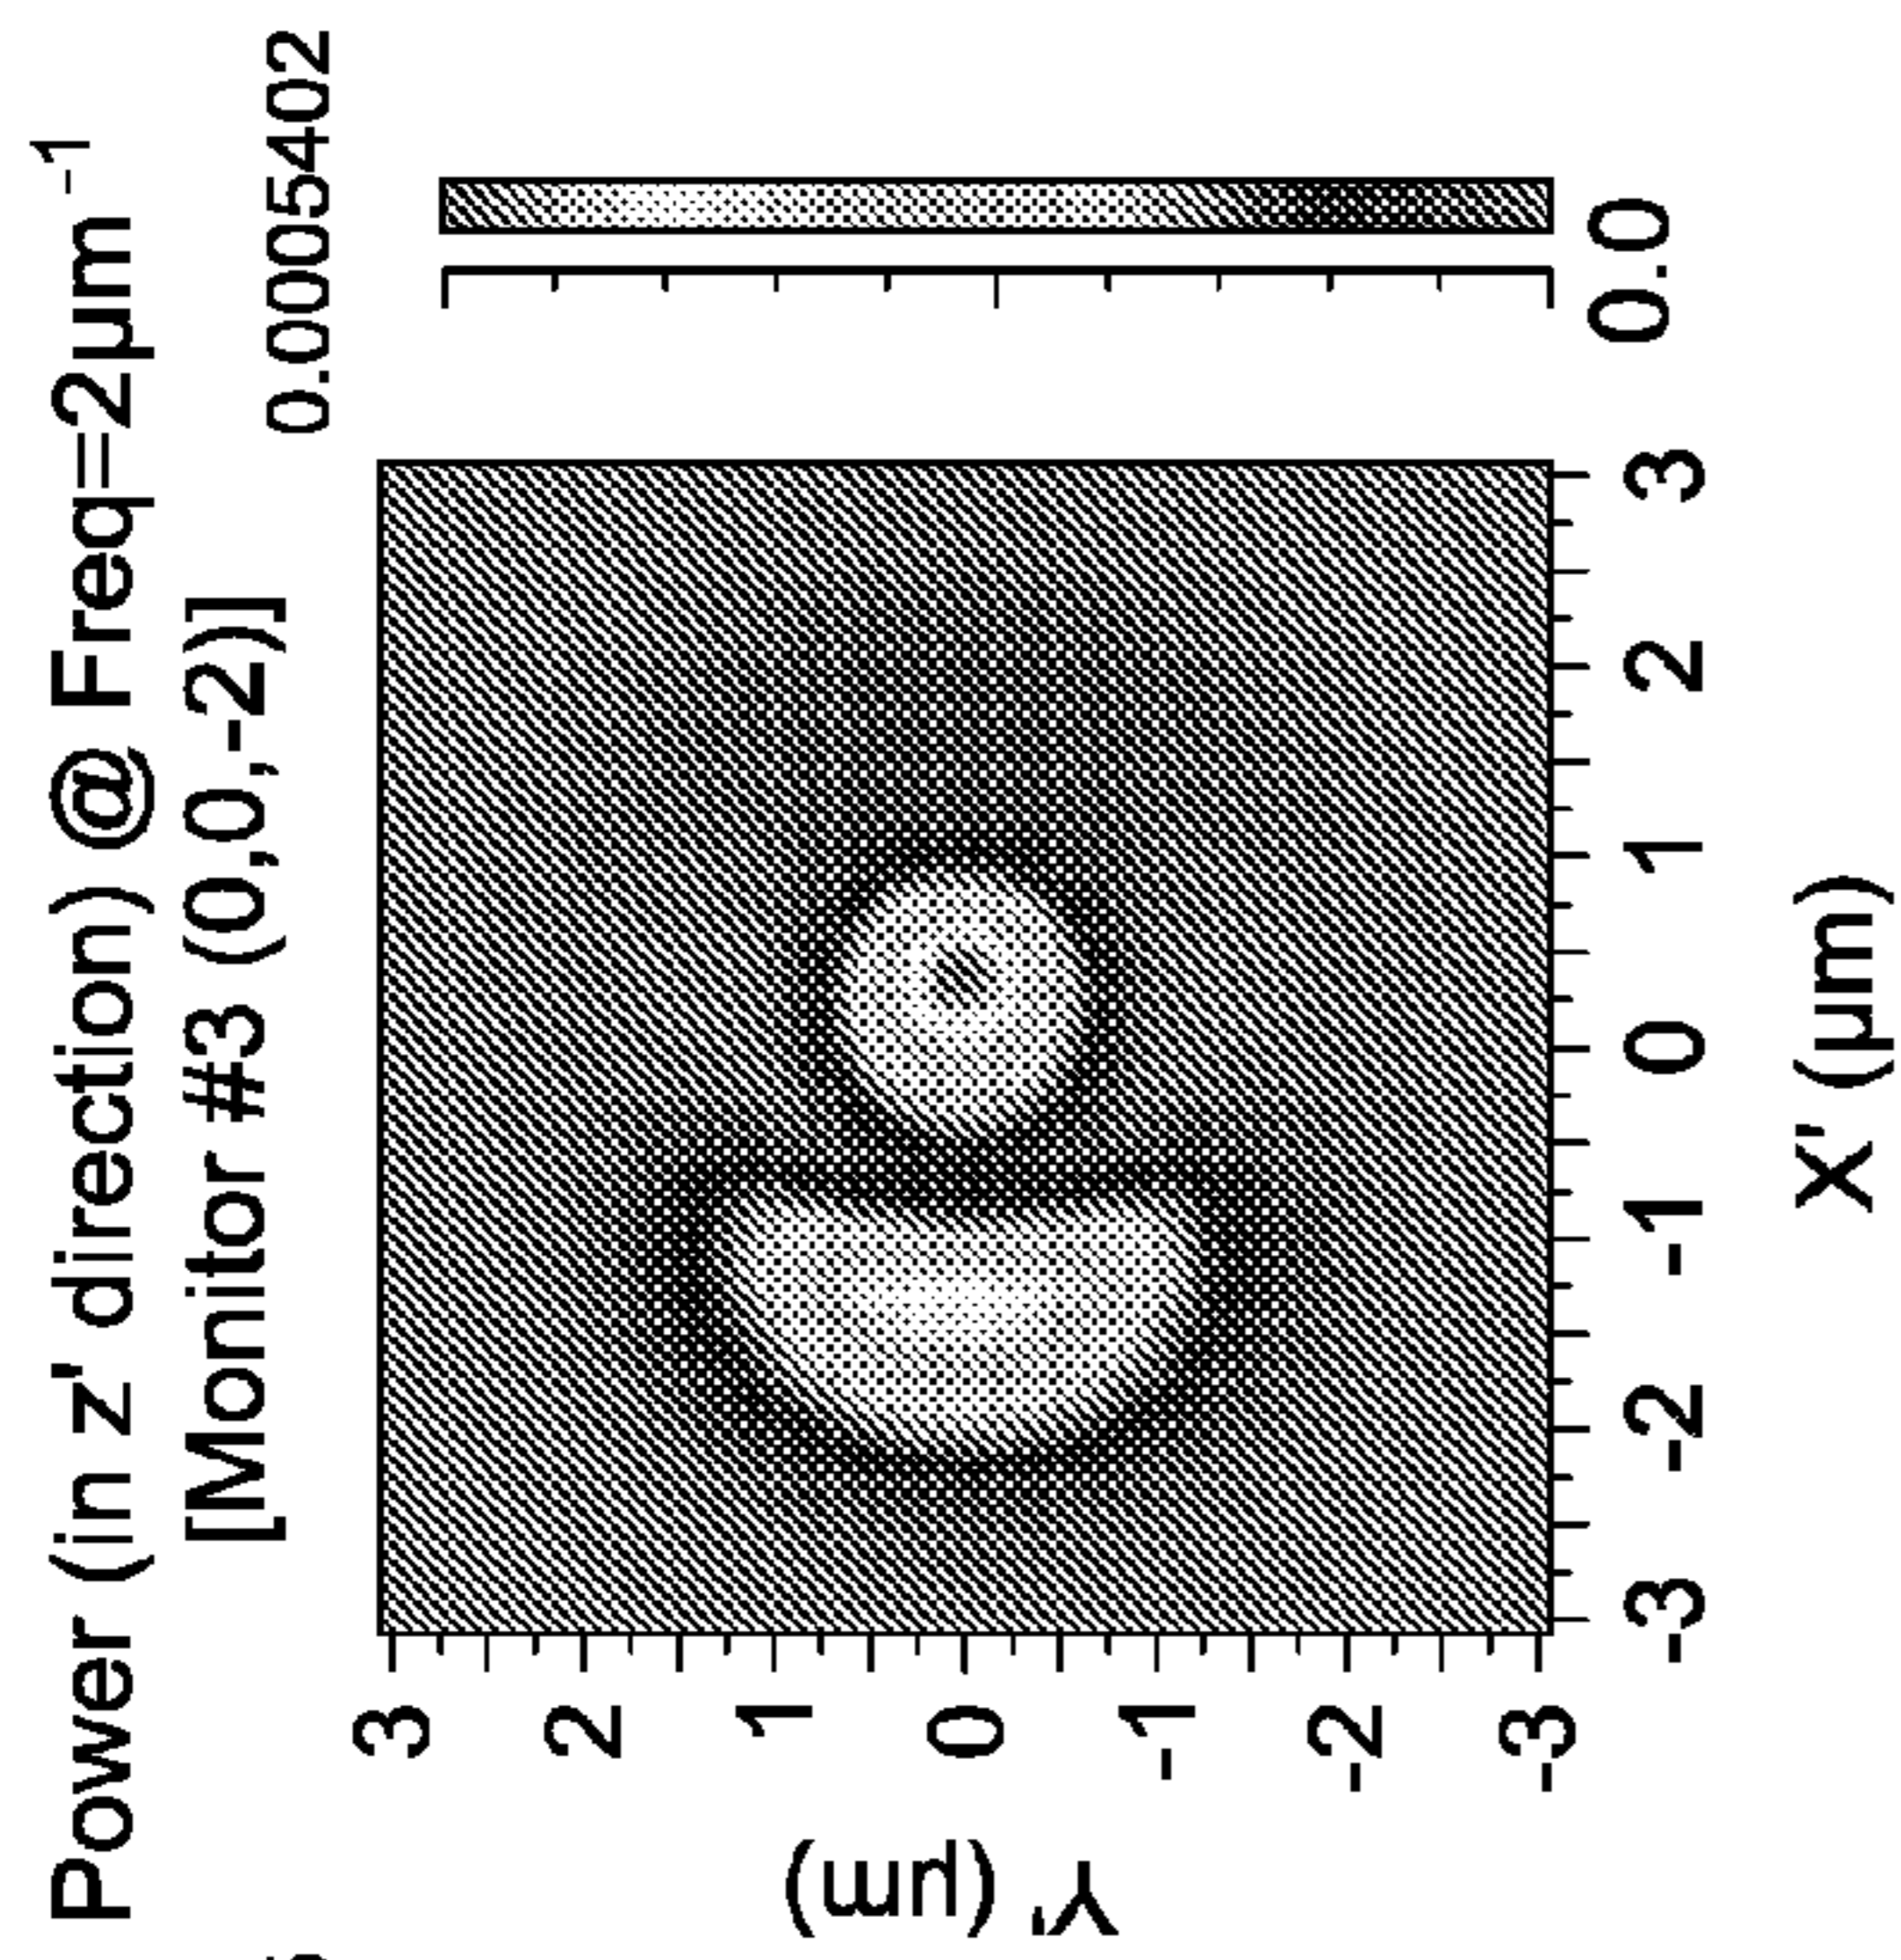 Power (in z' direction) @ Freq=2µm⁻¹
[Monitor #3 (0,0,-2)]
0.0005402
0.0
Y' (µm)
3
2
1
0
-1
-2
-3
-3 -2 -1 0 1 2 3
X' (µm)